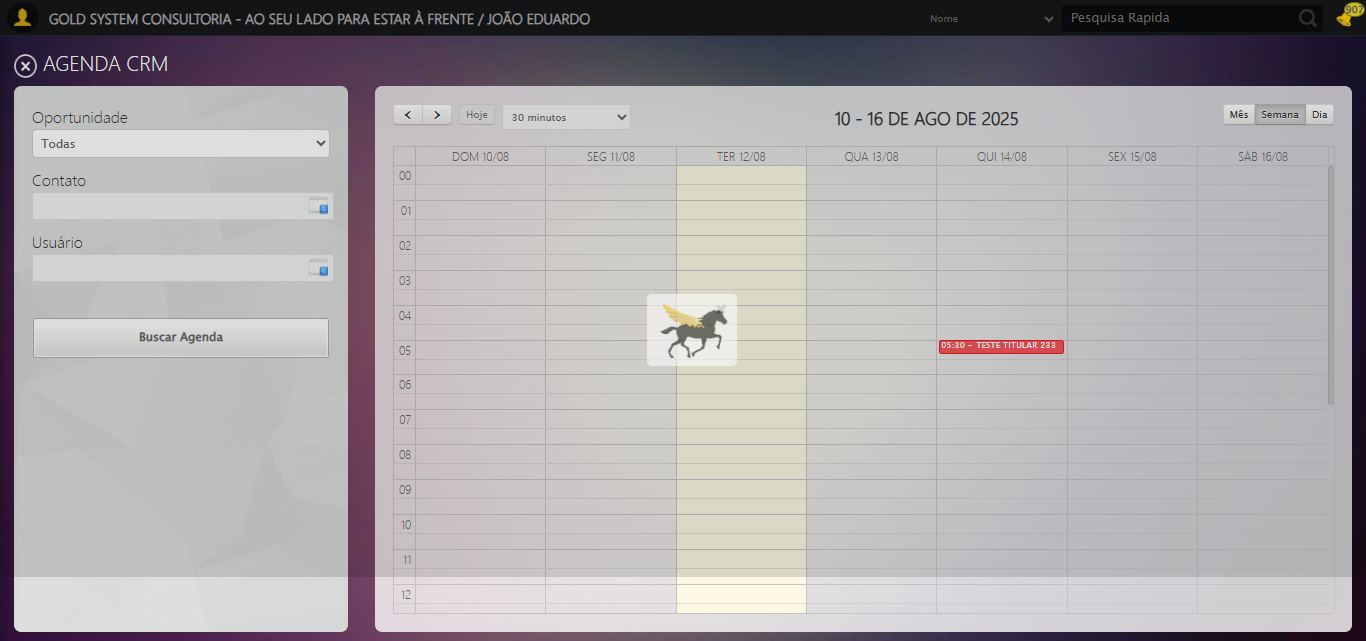 GOLD SYSTEM CONSULTORIA - AO SEU LADO PARA ESTAR À FRENTE / JOÃO EDUARDO
Nome
Pesquisa Rapida
907
AGENDA CRM
Oportunidade
Todas
Contato
Usuário
Buscar Agenda
Hoje
30 minutos
10 - 16 DE AGO DE 2025
Mês Semana Dia
DOM 10/08 SEG 11/08 TER 12/08 QUA 13/08 QUI 14/08 SEX 15/08 SÁB 16/08
00
01
02
03
04
05
05:30 - TESTE TITULAR 233
06
07
08
09
10
11
12